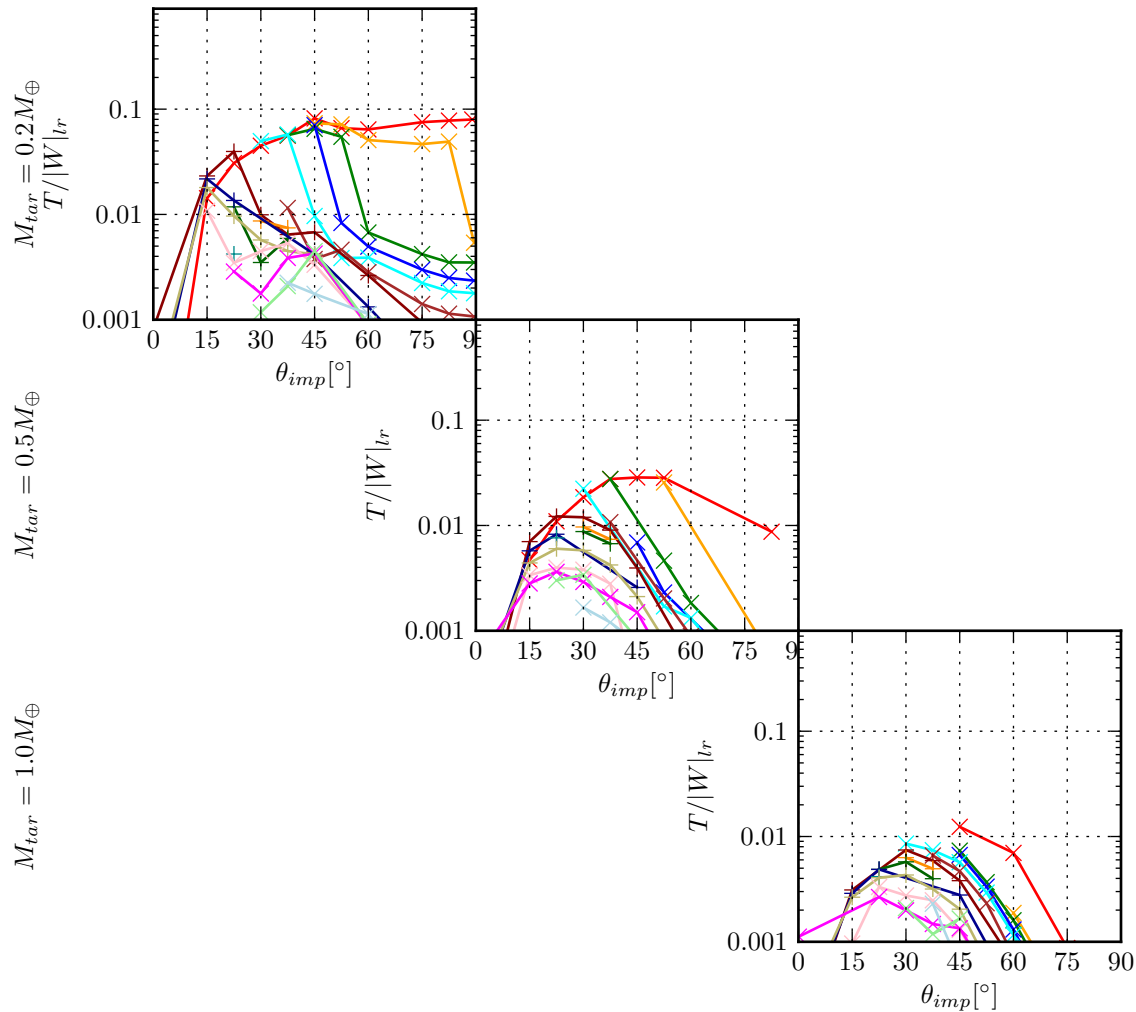 M_{tar} = 0.2M_⊕
T/|W|_{lr}
0.1
0.01
0.001
0 15 30 45 60 75 9
θ_{imp}[°]
M_{tar} = 0.5M_⊕
T/|W|_{lr}
0.1
0.01
0.001
0 15 30 45 60 75 9
θ_{imp}[°]
M_{tar} = 1.0M_⊕
T/|W|_{lr}
0.1
0.01
0.001
0 15 30 45 60 75 90
θ_{imp}[°]